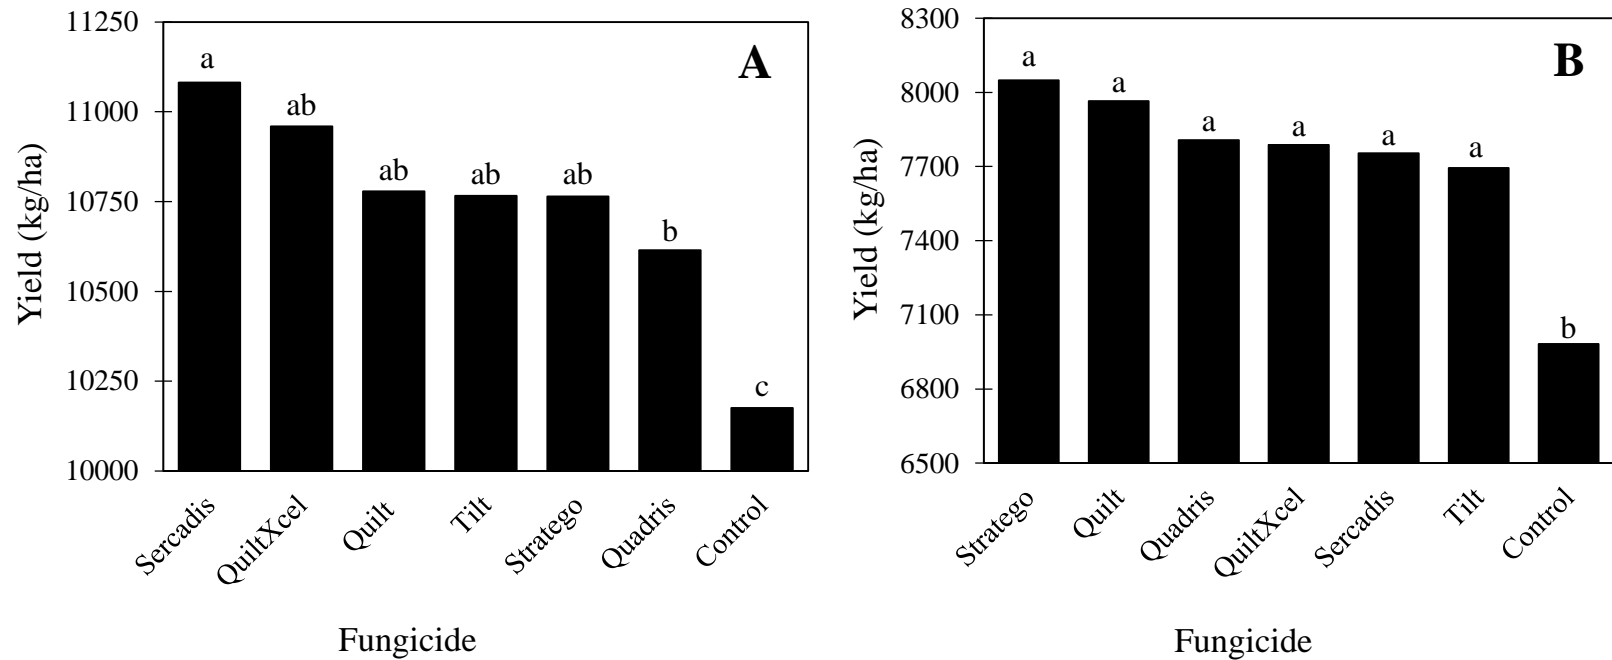 A
Yield (kg/ha)
11250
11000
10750
10500
10250
10000
a
ab
ab
ab
ab
b
c
Sercadis
QuiltXcel
Quilt
Tilt
Stratego
Quadris
Control
Fungicide
B
Yield (kg/ha)
8300
8000
7700
7400
7100
6800
6500
a
a
a
a
a
a
b
Stratego
Quilt
Quadris
QuiltXcel
Sercadis
Tilt
Control
Fungicide